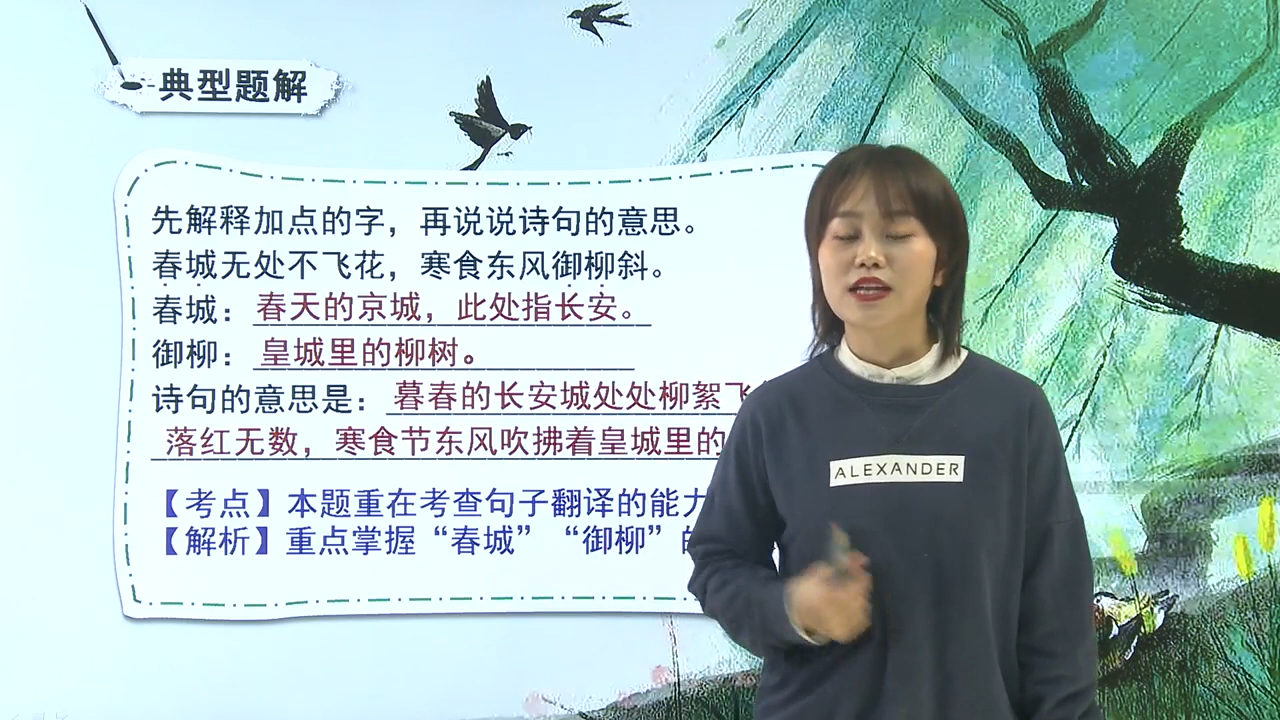 典型题解
先解释加点的字，再说说诗句的意思。
春城无处不飞花，寒食东风御柳斜。
春城：春天的京城，此处指长安。
御柳：皇城里的柳树。
诗句的意思是：暮春的长安城处处柳絮飞
落红无数，寒食节东风吹拂着皇城里的
【考点】本题重在考查句子翻译的能力
【解析】重点掌握“春城”“御柳”的
ALEXANDER